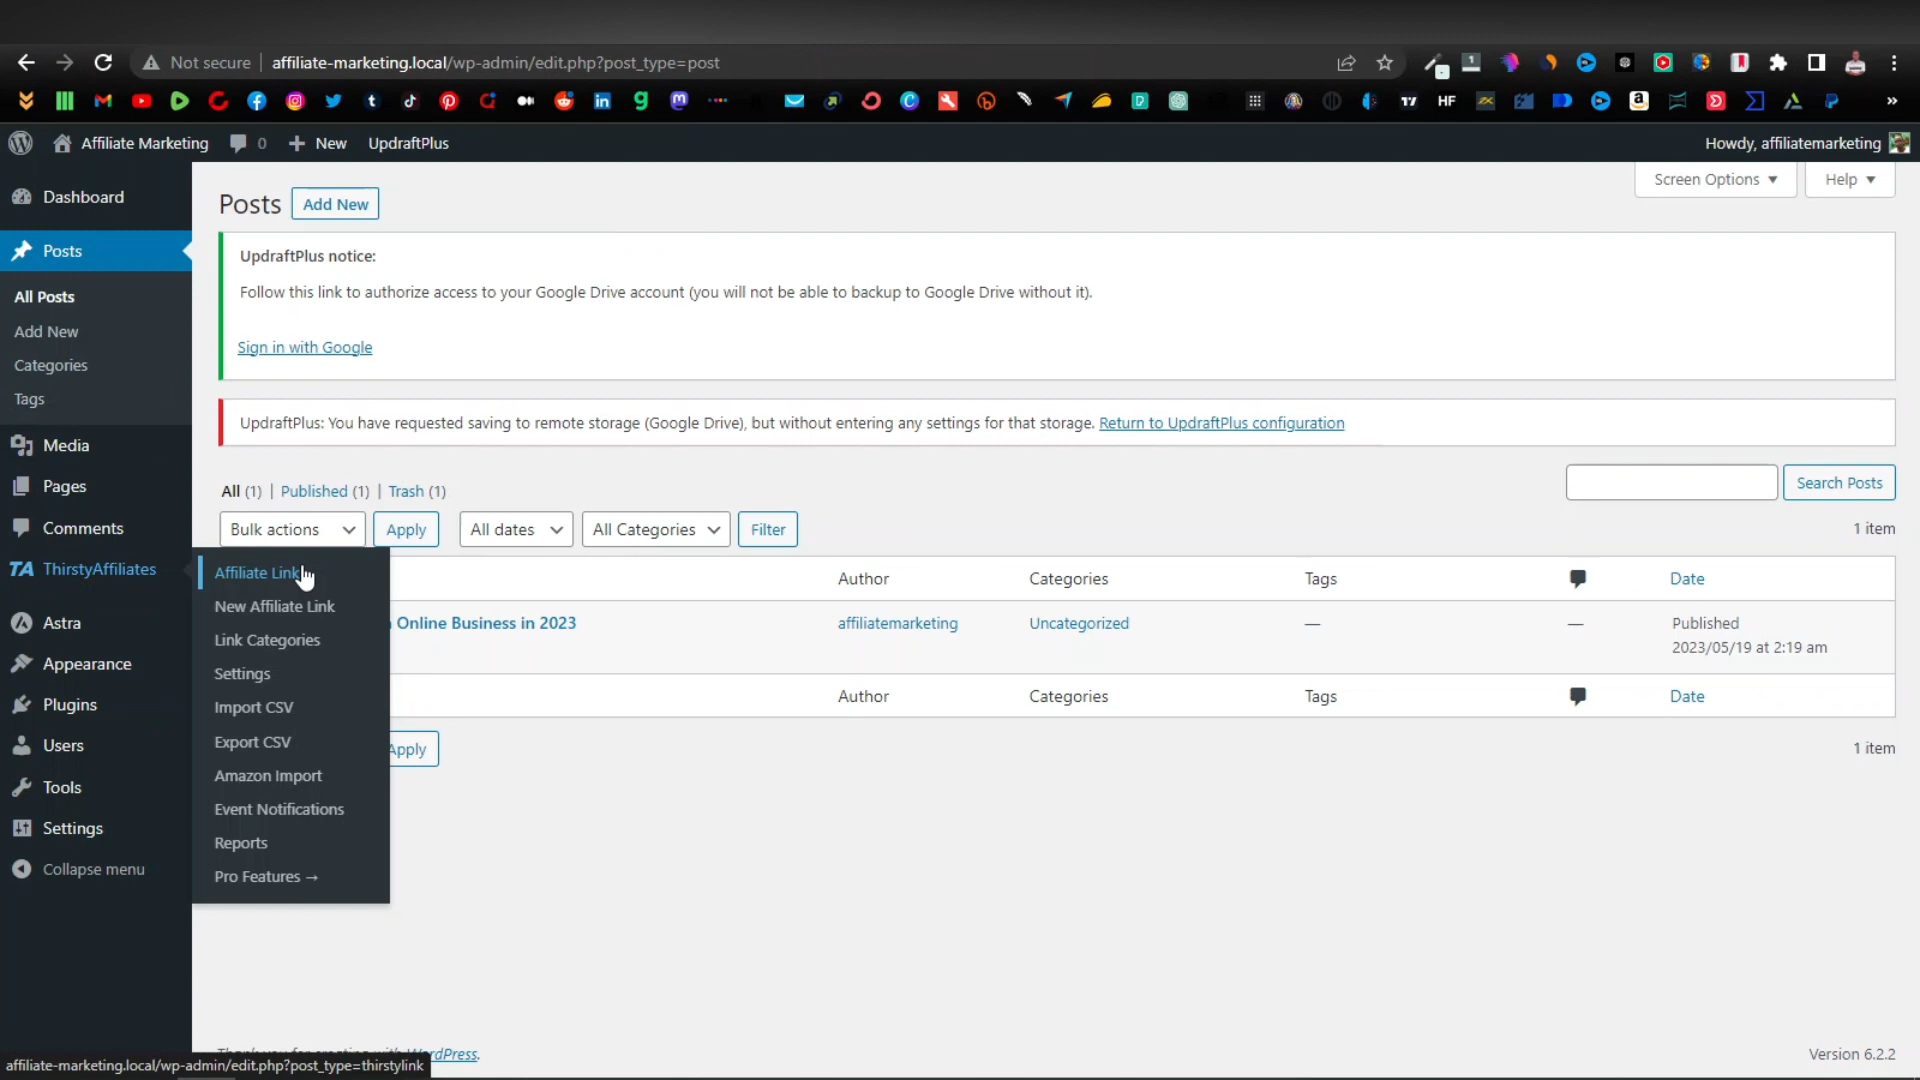 Not secure
affiliate-marketing.local/wp-admin/edit.php?post_type=post
HF
Affiliate Marketing
0
New
UpdraftPlus
Howdy, affiliatemarketing
Dashboard
Posts
All Posts
Add New
Categories
Tags
Media
Pages
Comments
TA ThirstyAffiliates
Astra
Appearance
Plugins
Users
Tools
Settings
Collapse menu
Affiliate Link
New Affiliate Link
Link Categories
Settings
Import CSV
Export CSV
Amazon Import
Event Notifications
Reports
Pro Features →
Screen Options
Help
Posts
Add New
UpdraftPlus notice:
Follow this link to authorize access to your Google Drive account (you will not be able to backup to Google Drive without it).
Sign in with Google
UpdraftPlus: You have requested saving to remote storage (Google Drive), but without entering any settings for that storage. Return to UpdraftPlus configuration
All (1) | Published (1) | Trash (1)
Search Posts
Bulk actions
Apply
All dates
All Categories
Filter
1 item
Author
Categories
Tags
Date
Online Business in 2023
affiliatemarketing
Uncategorized
—
—
Published
2023/05/19 at 2:19 am
Author
Categories
Tags
Date
Apply
1 item
WordPress.
Version 6.2.2
affiliate-marketing.local/wp-admin/edit.php?post_type=thirstylink